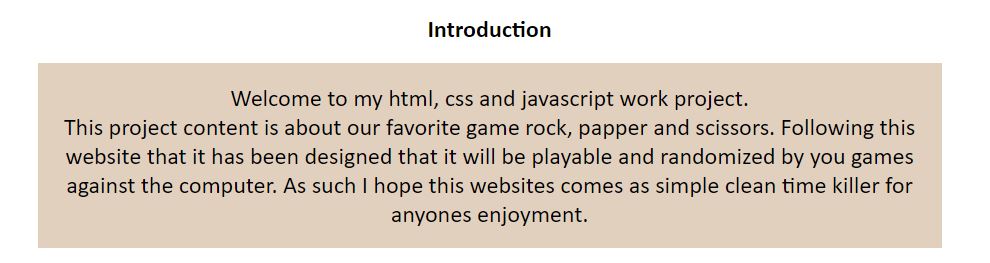 Introduction
Welcome to my html, css and javascript work project.
This project content is about our favorite game rock, papper and scissors. Following this
website that it has been designed that it will be playable and randomized by you games
against the computer. As such I hope this websites comes as simple clean time killer for
anyones enjoyment.